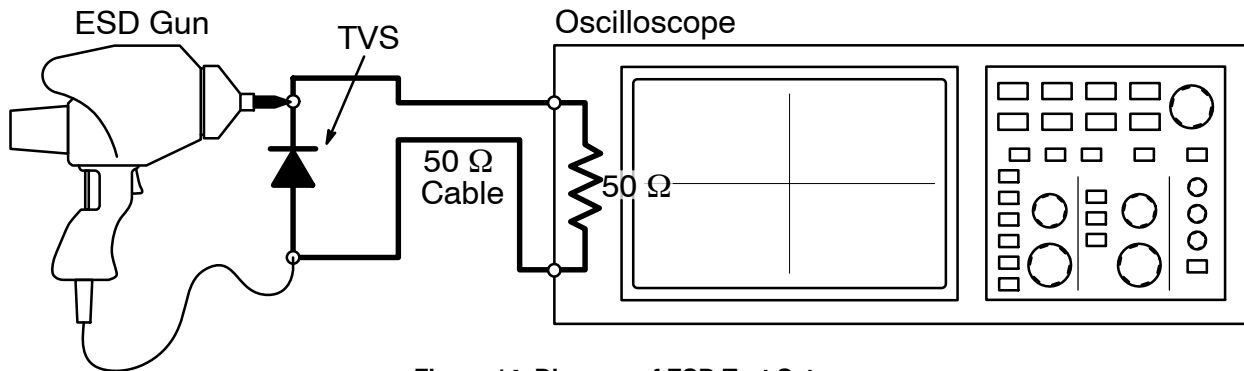 ESD Gun
Oscilloscope
TVS
50 Ω
Cable
50 Ω